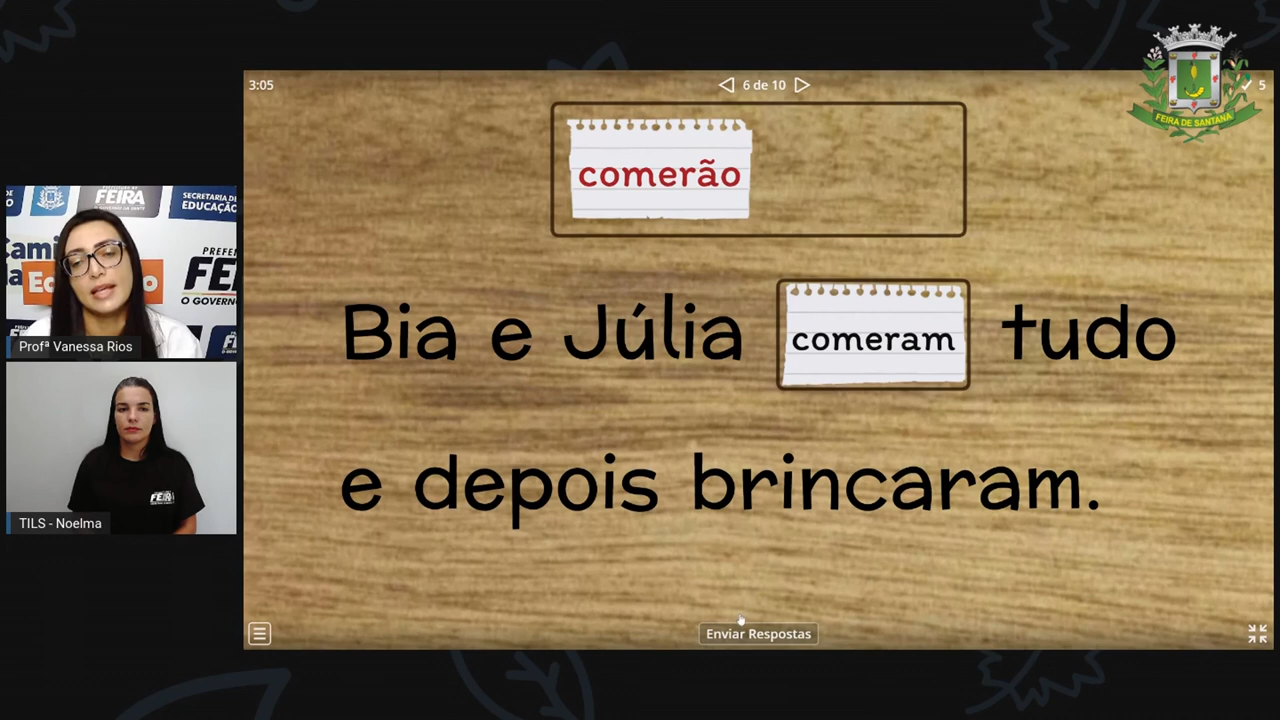 3:05
6 de 10
5
FEIRA DE SANTANA
comerão
Bia e Júlia comeram tudo
e depois brincaram.
Enviar Respostas
FEIRA
SECRETARIA DE
EDUCAÇÃO
PREFEI
FE
O GOVERN
Profª Vanessa Rios
FEIRA
TILS - Noelma